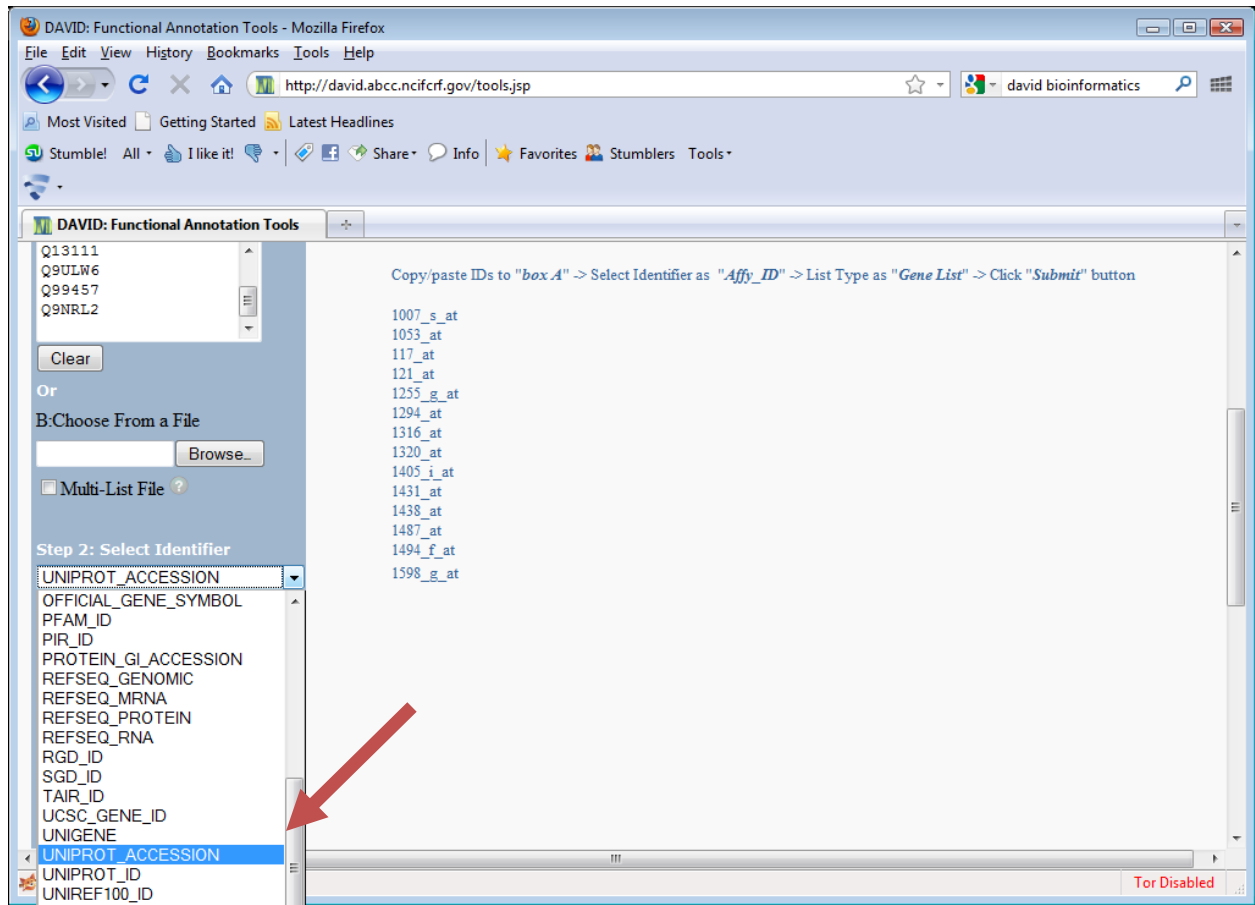 DAVID: Functional Annotation Tools - Mozilla Firefox
File Edit View History Bookmarks Tools Help
http://david.abcc.ncifcrf.gov/tools.jsp
david bioinformatics
Most Visited Getting Started Latest Headlines
Stumble! All I like it! Share Info Favorites Stumblers Tools
DAVID: Functional Annotation Tools
Q13111
Q9ULW6
Q99457
Q9NRL2
Clear
Or
B:Choose From a File
Browse...
Multi-List File ?
Step 2: Select Identifier
UNIPROT_ACCESSION
OFFICIAL_GENE_SYMBOL
PFAM_ID
PIR_ID
PROTEIN_GI_ACCESSION
REFSEQ_GENOMIC
REFSEQ_MRNA
REFSEQ_PROTEIN
REFSEQ_RNA
RGD_ID
SGD_ID
TAIR_ID
UCSC_GENE_ID
UNIGENE
UNIPROT_ACCESSION
UNIPROT_ID
UNIREF100_ID
Copy/paste IDs to "box A" -> Select Identifier as "Affy_ID" -> List Type as "Gene List" -> Click "Submit" button
1007_s_at
1053_at
117_at
121_at
1255_g_at
1294_at
1316_at
1320_at
1405_i_at
1431_at
1438_at
1487_at
1494_f_at
1598_g_at
Tor Disabled